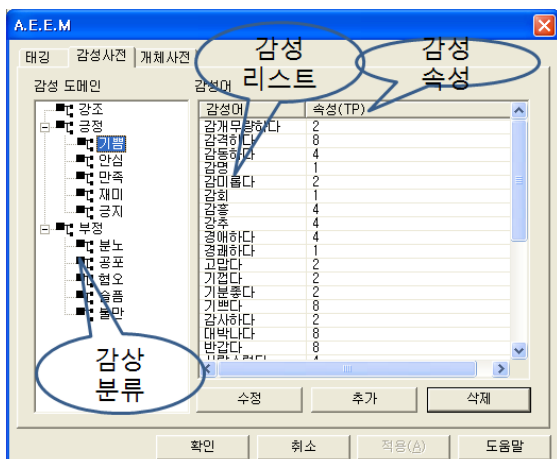 A.E.E.M
태깅 감성사전 개체사전
감성
리스트
감성
속성
감성 도메인
감성어
강조
긍정
기쁨
안심
만족
재미
긍지
부정
분노
공포
혐오
슬픔
불만
감상
분류
감성어 속성(TP)
감개무량하다 2
감격하다 8
감동하다 4
감명 1
감미롭다 2
감회 1
감흥 4
강추 4
경애하다 4
경쾌하다 1
고맙다 2
기껍다 2
기분좋다 2
기쁘다 8
감사하다 2
대박나다 8
반갑다 8
사랑스럽다 4
수정 추가 삭제
확인 취소 적용(A) 도움말